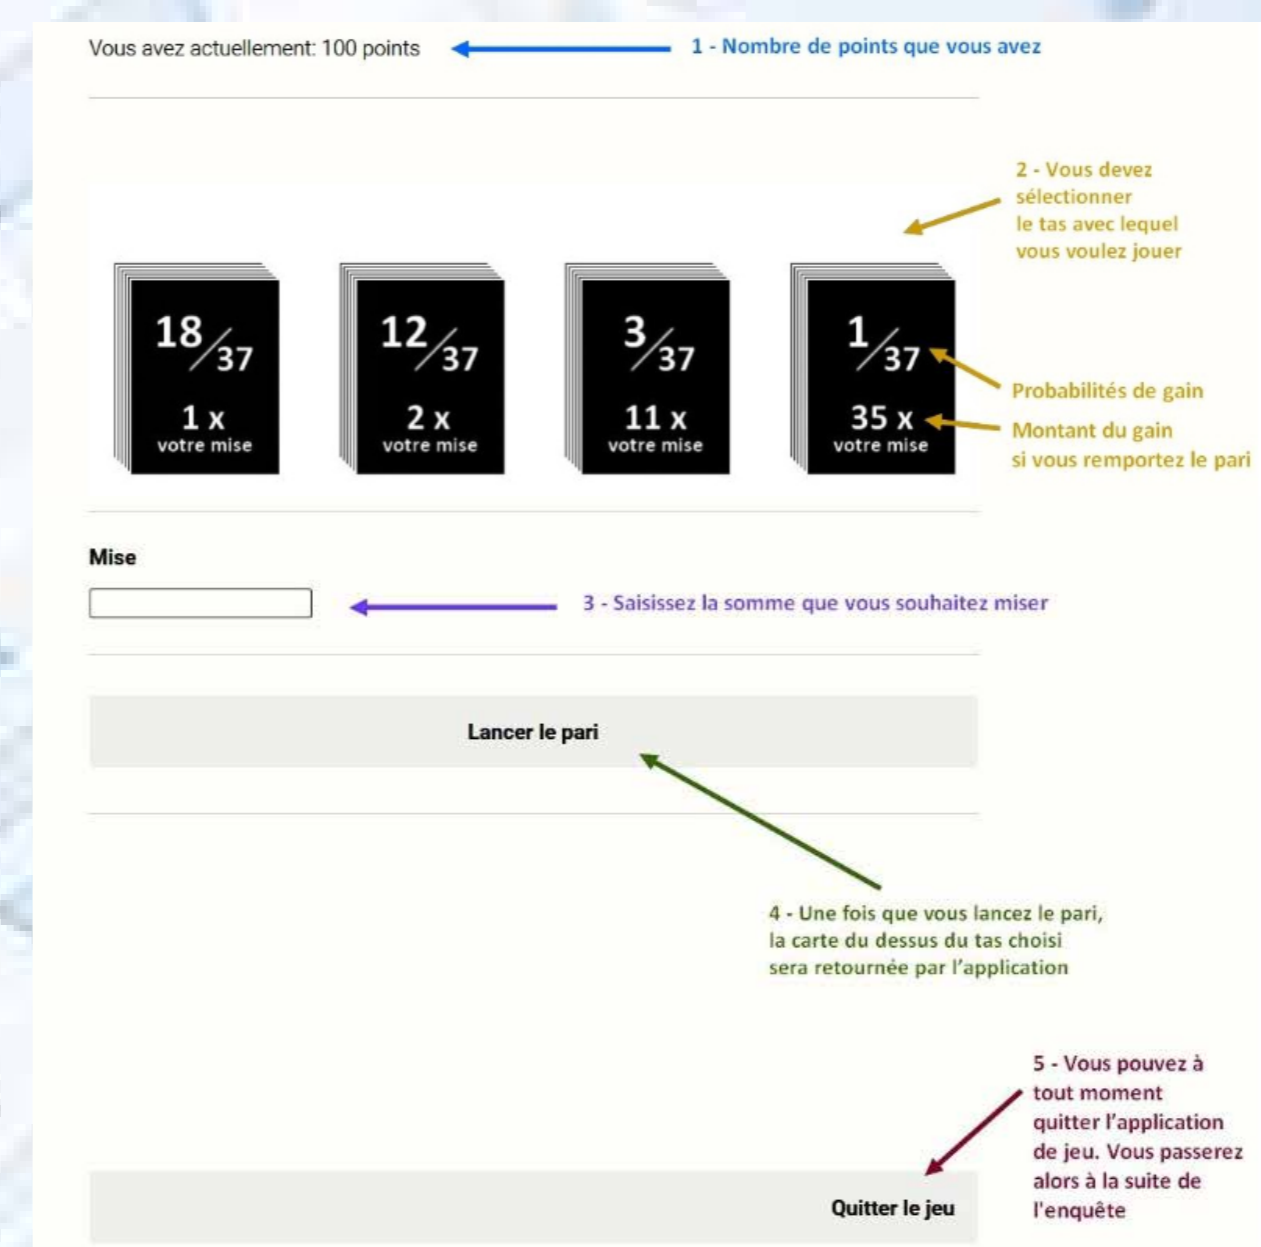 Vous avez actuellement: 100 points
1 - Nombre de points que vous avez
2 - Vous devez
sélectionner
le tas avec lequel
vous voulez jouer
18/37
1 x
votre mise
12/37
2 x
votre mise
3/37
11 x
votre mise
1/37
35 x
votre mise
Probabilités de gain
Montant du gain
si vous remportez le pari
Mise
3 - Saisissez la somme que vous souhaitez miser
Lancer le pari
4 - Une fois que vous lancez le pari,
la carte du dessus du tas choisi
sera retournée par l'application
5 - Vous pouvez à
tout moment
quitter l'application
de jeu. Vous passerez
alors à la suite de
l'enquête
Quitter le jeu